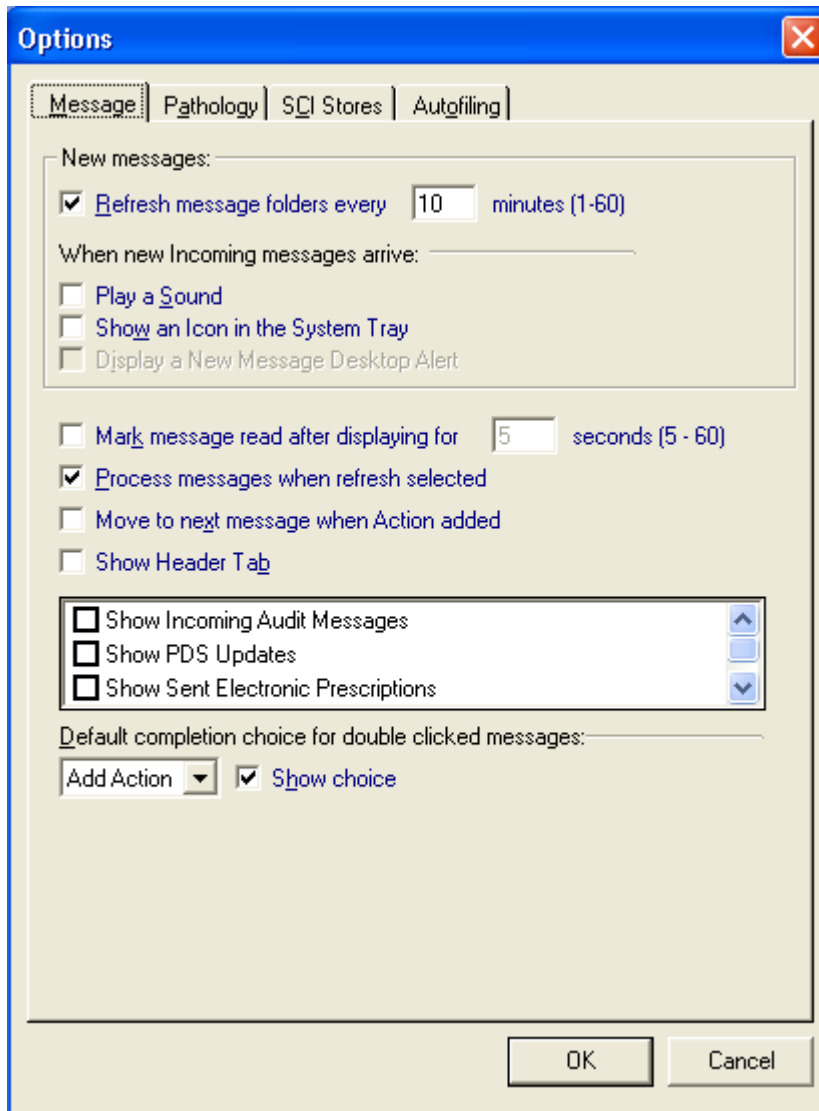 Options
Message Pathology SCI Stores Autofiling
New messages:
Refresh message folders every 10 minutes (1-60)
When new Incoming messages arrive:
Play a Sound
Show an Icon in the System Tray
Display a New Message Desktop Alert
Mark message read after displaying for 5 seconds (5 - 60)
Process messages when refresh selected
Move to next message when Action added
Show Header Tab
Show Incoming Audit Messages
Show PDS Updates
Show Sent Electronic Prescriptions
Default completion choice for double clicked messages:
Add Action Show choice
OK Cancel